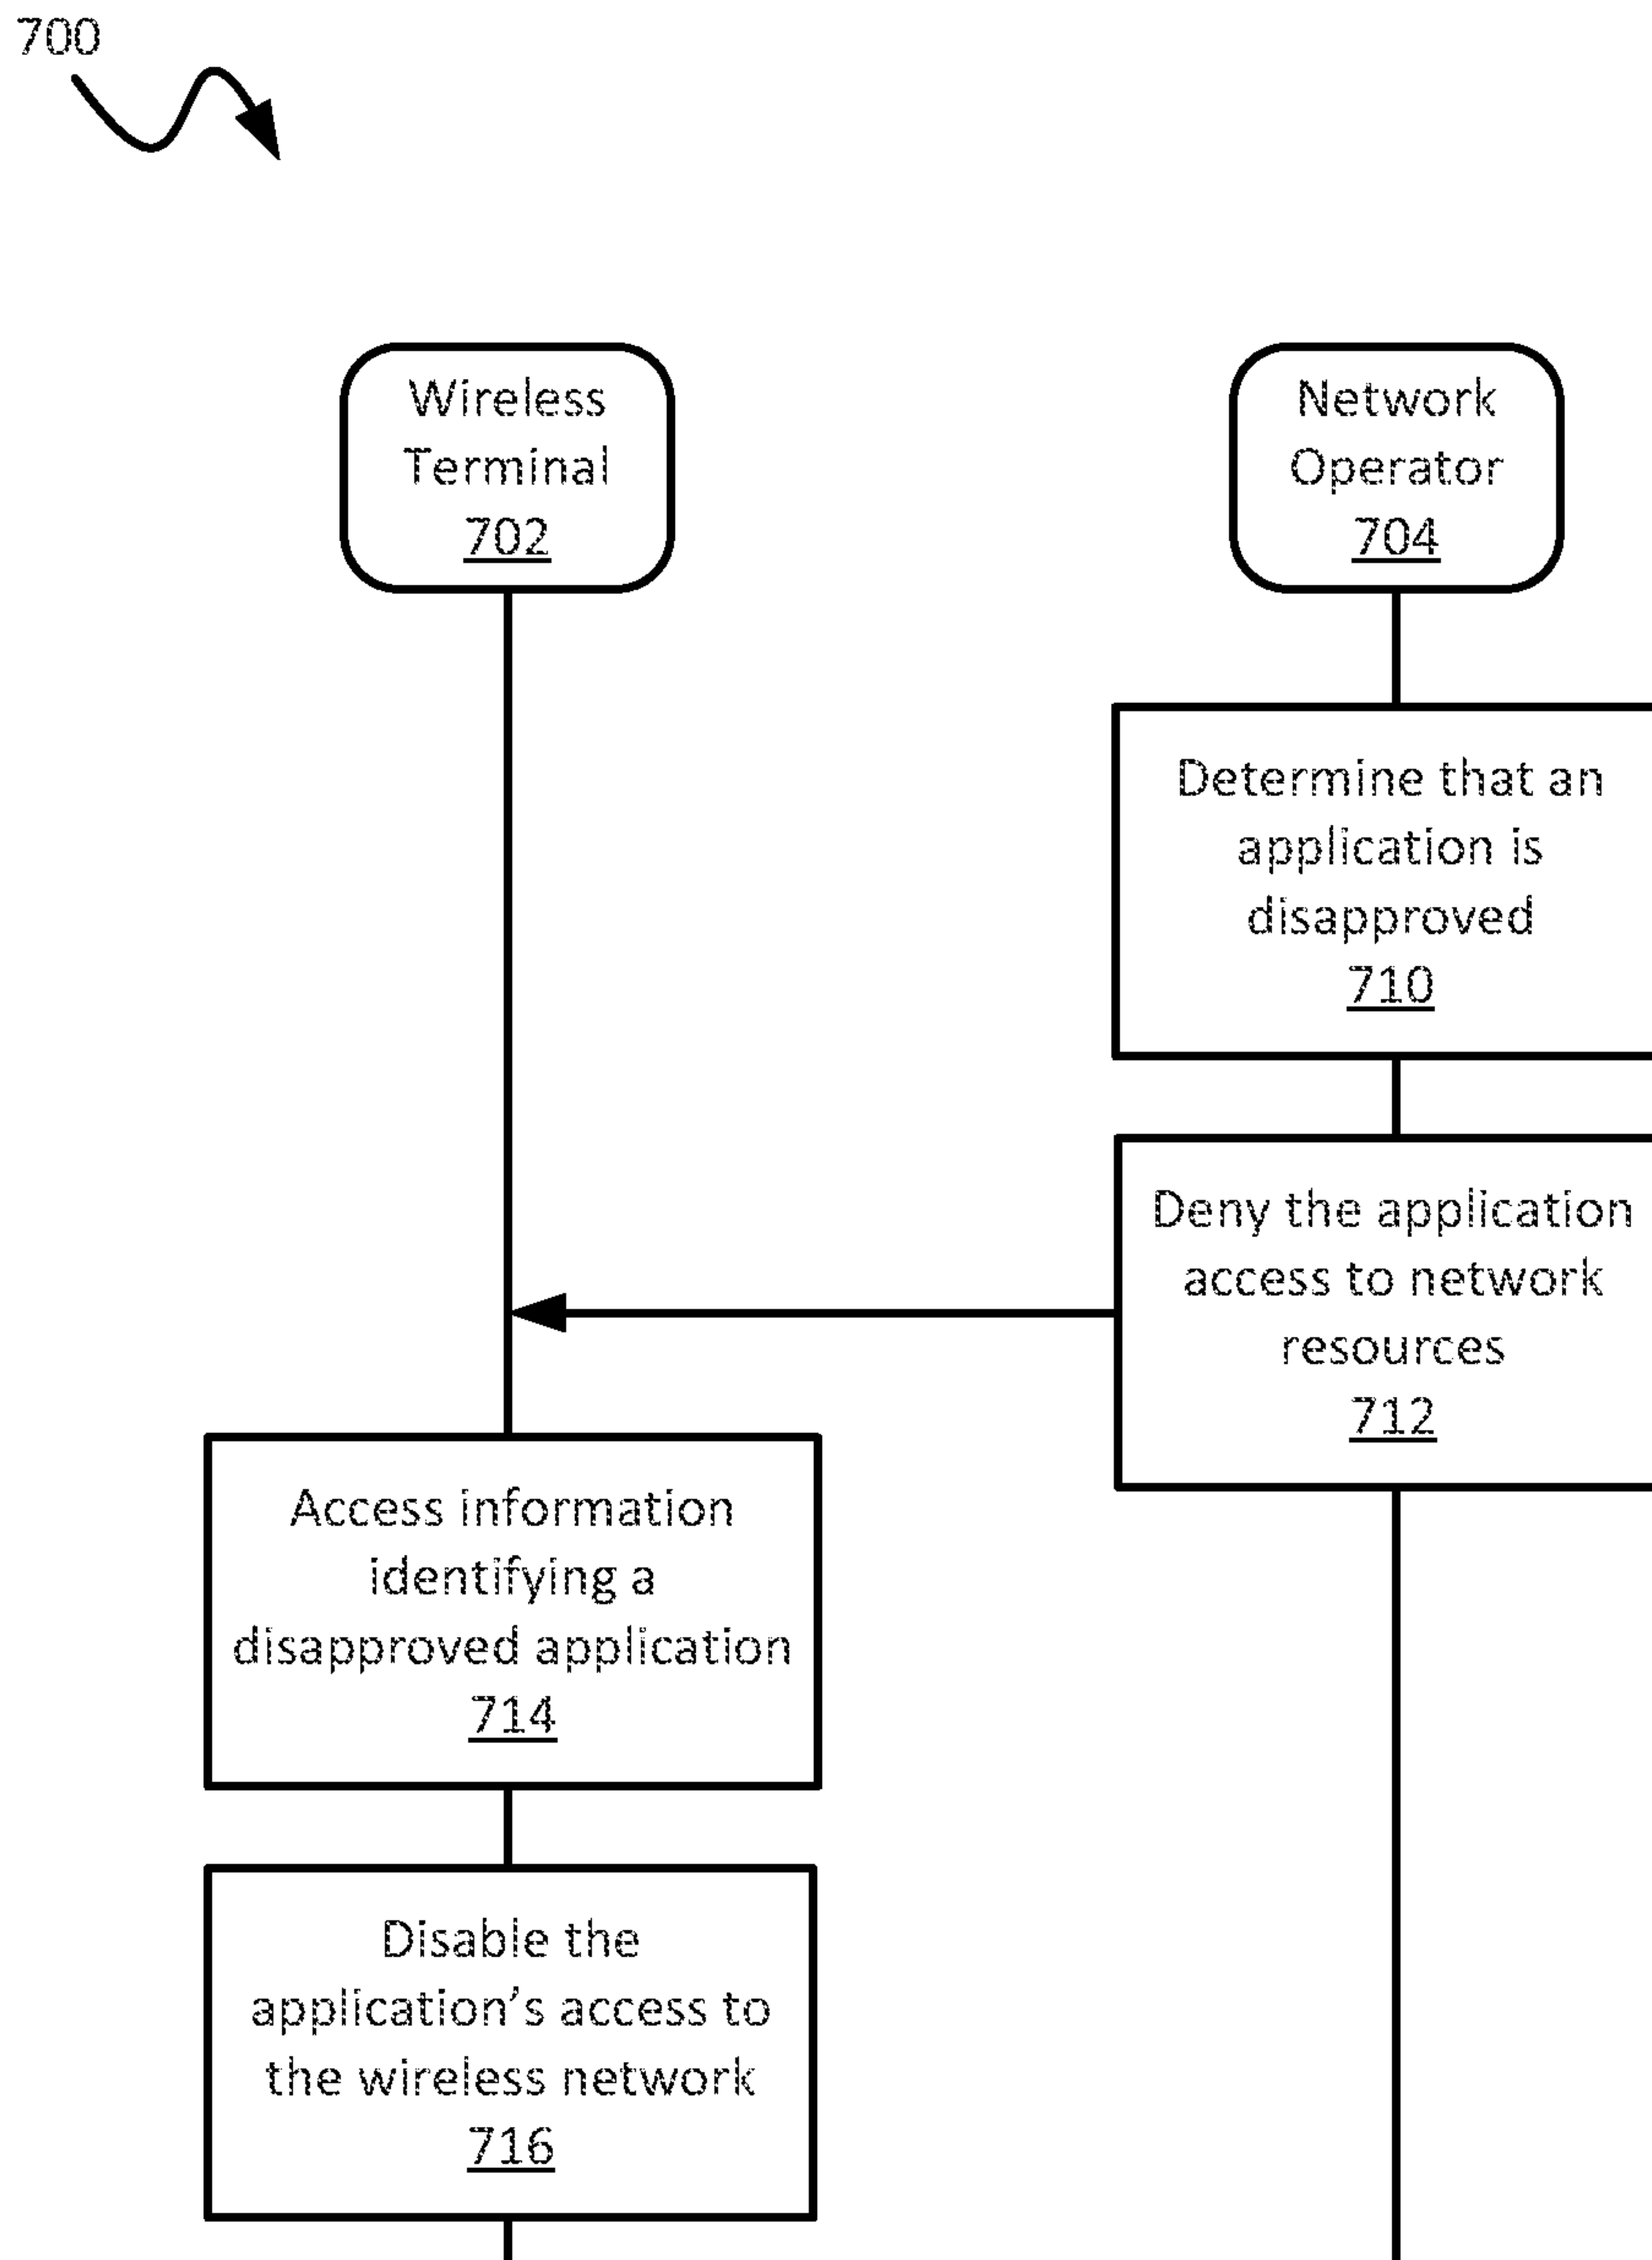 700
Wireless
Terminal
702
Network
Operator
704
Determine that an
application is
disapproved
710
Deny the application
access to network
resources
712
Access information
identifying a
disapproved application
714
Disable the
application’s access to
the wireless network
716